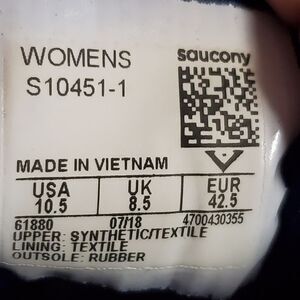 WOMENS saucony
S10451-1
MADE IN VIETNAM
USA UK EUR
10.5 8.5 42.5
61880 07/18 4700430355
UPPER: SYNTHETIC/TEXTILE
LINING: TEXTILE
OUTSOLE: RUBBER